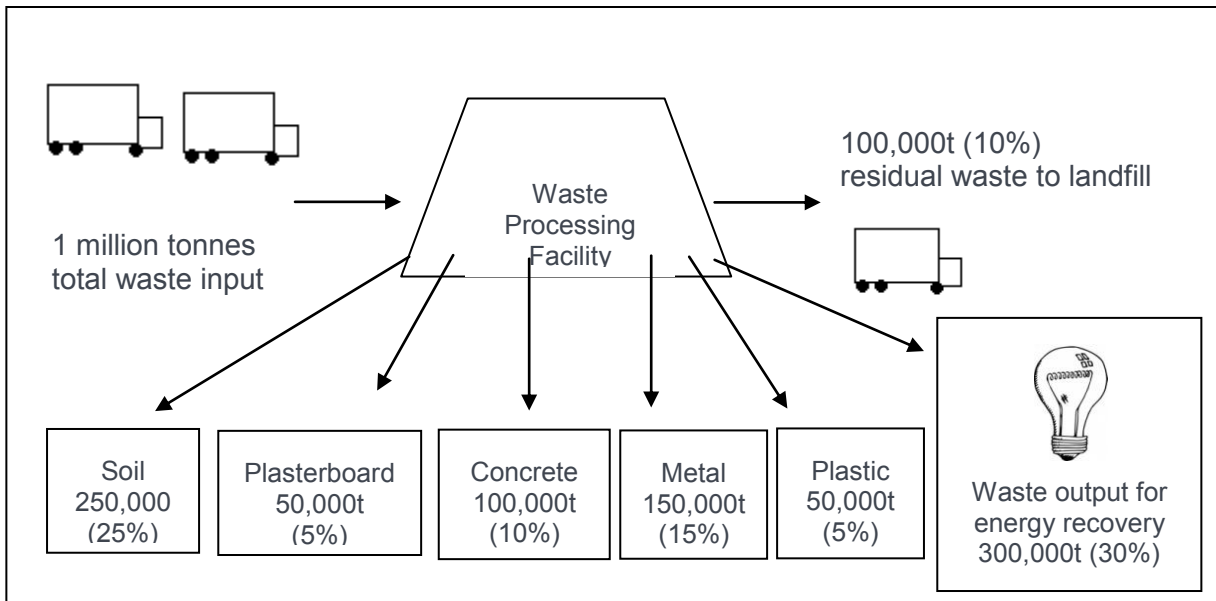 1 million tonnes
total waste input
Waste
Processing
Facility
100,000t (10%)
residual waste to landfill
Soil
250,000
(25%)
Plasterboard
50,000t
(5%)
Concrete
100,000t
(10%)
Metal
150,000t
(15%)
Plastic
50,000t
(5%)
Waste output for
energy recovery
300,000t (30%)